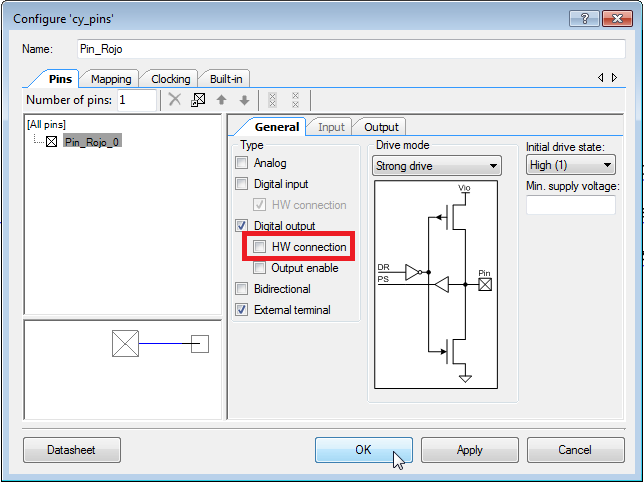 Configure 'cy_pins'
Name: Pin_Rojo
Pins Mapping Clocking Built-in
Number of pins: 1
[All pins]
Pin_Rojo_0
General Input Output
Type
Analog
Digital input
HW connection
Digital output
HW connection
Output enable
Bidirectional
External terminal
Drive mode
Strong drive
Vio
DR
PS
Pin
Initial drive state:
High (1)
Min. supply voltage:
Datasheet OK Apply Cancel